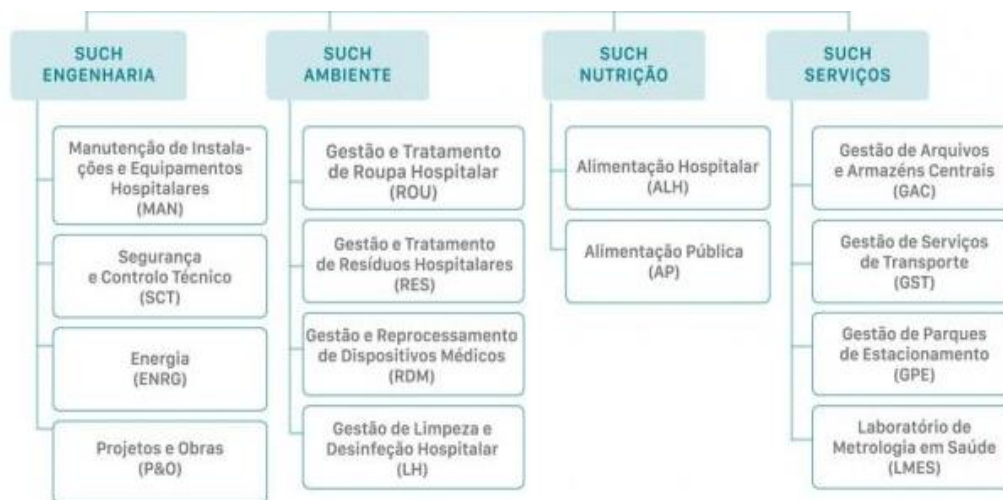 SUCH
ENGENHARIA
Manutenção de Instala-
ções e Equipamentos
Hospitalares
(MAN)
Segurança
e Controlo Técnico
(SCT)
Energia
(ENRG)
Projetos e Obras
(P&O)
SUCH
AMBIENTE
Gestão e Tratamento
de Roupa Hospitalar
(ROU)
Gestão e Tratamento
de Resíduos Hospitalares
(RES)
Gestão e Reprocessamento
de Dispositivos Médicos
(RDM)
Gestão de Limpeza e
Desinfeção Hospitalar
(LH)
SUCH
NUTRIÇÃO
Alimentação Hospitalar
(ALH)
Alimentação Pública
(AP)
SUCH
SERVIÇOS
Gestão de Arquivos
e Armazéns Centrais
(GAC)
Gestão de Serviços
de Transporte
(GST)
Gestão de Parques
de Estacionamento
(GPE)
Laboratório de
Metrologia em Saúde
(LMES)